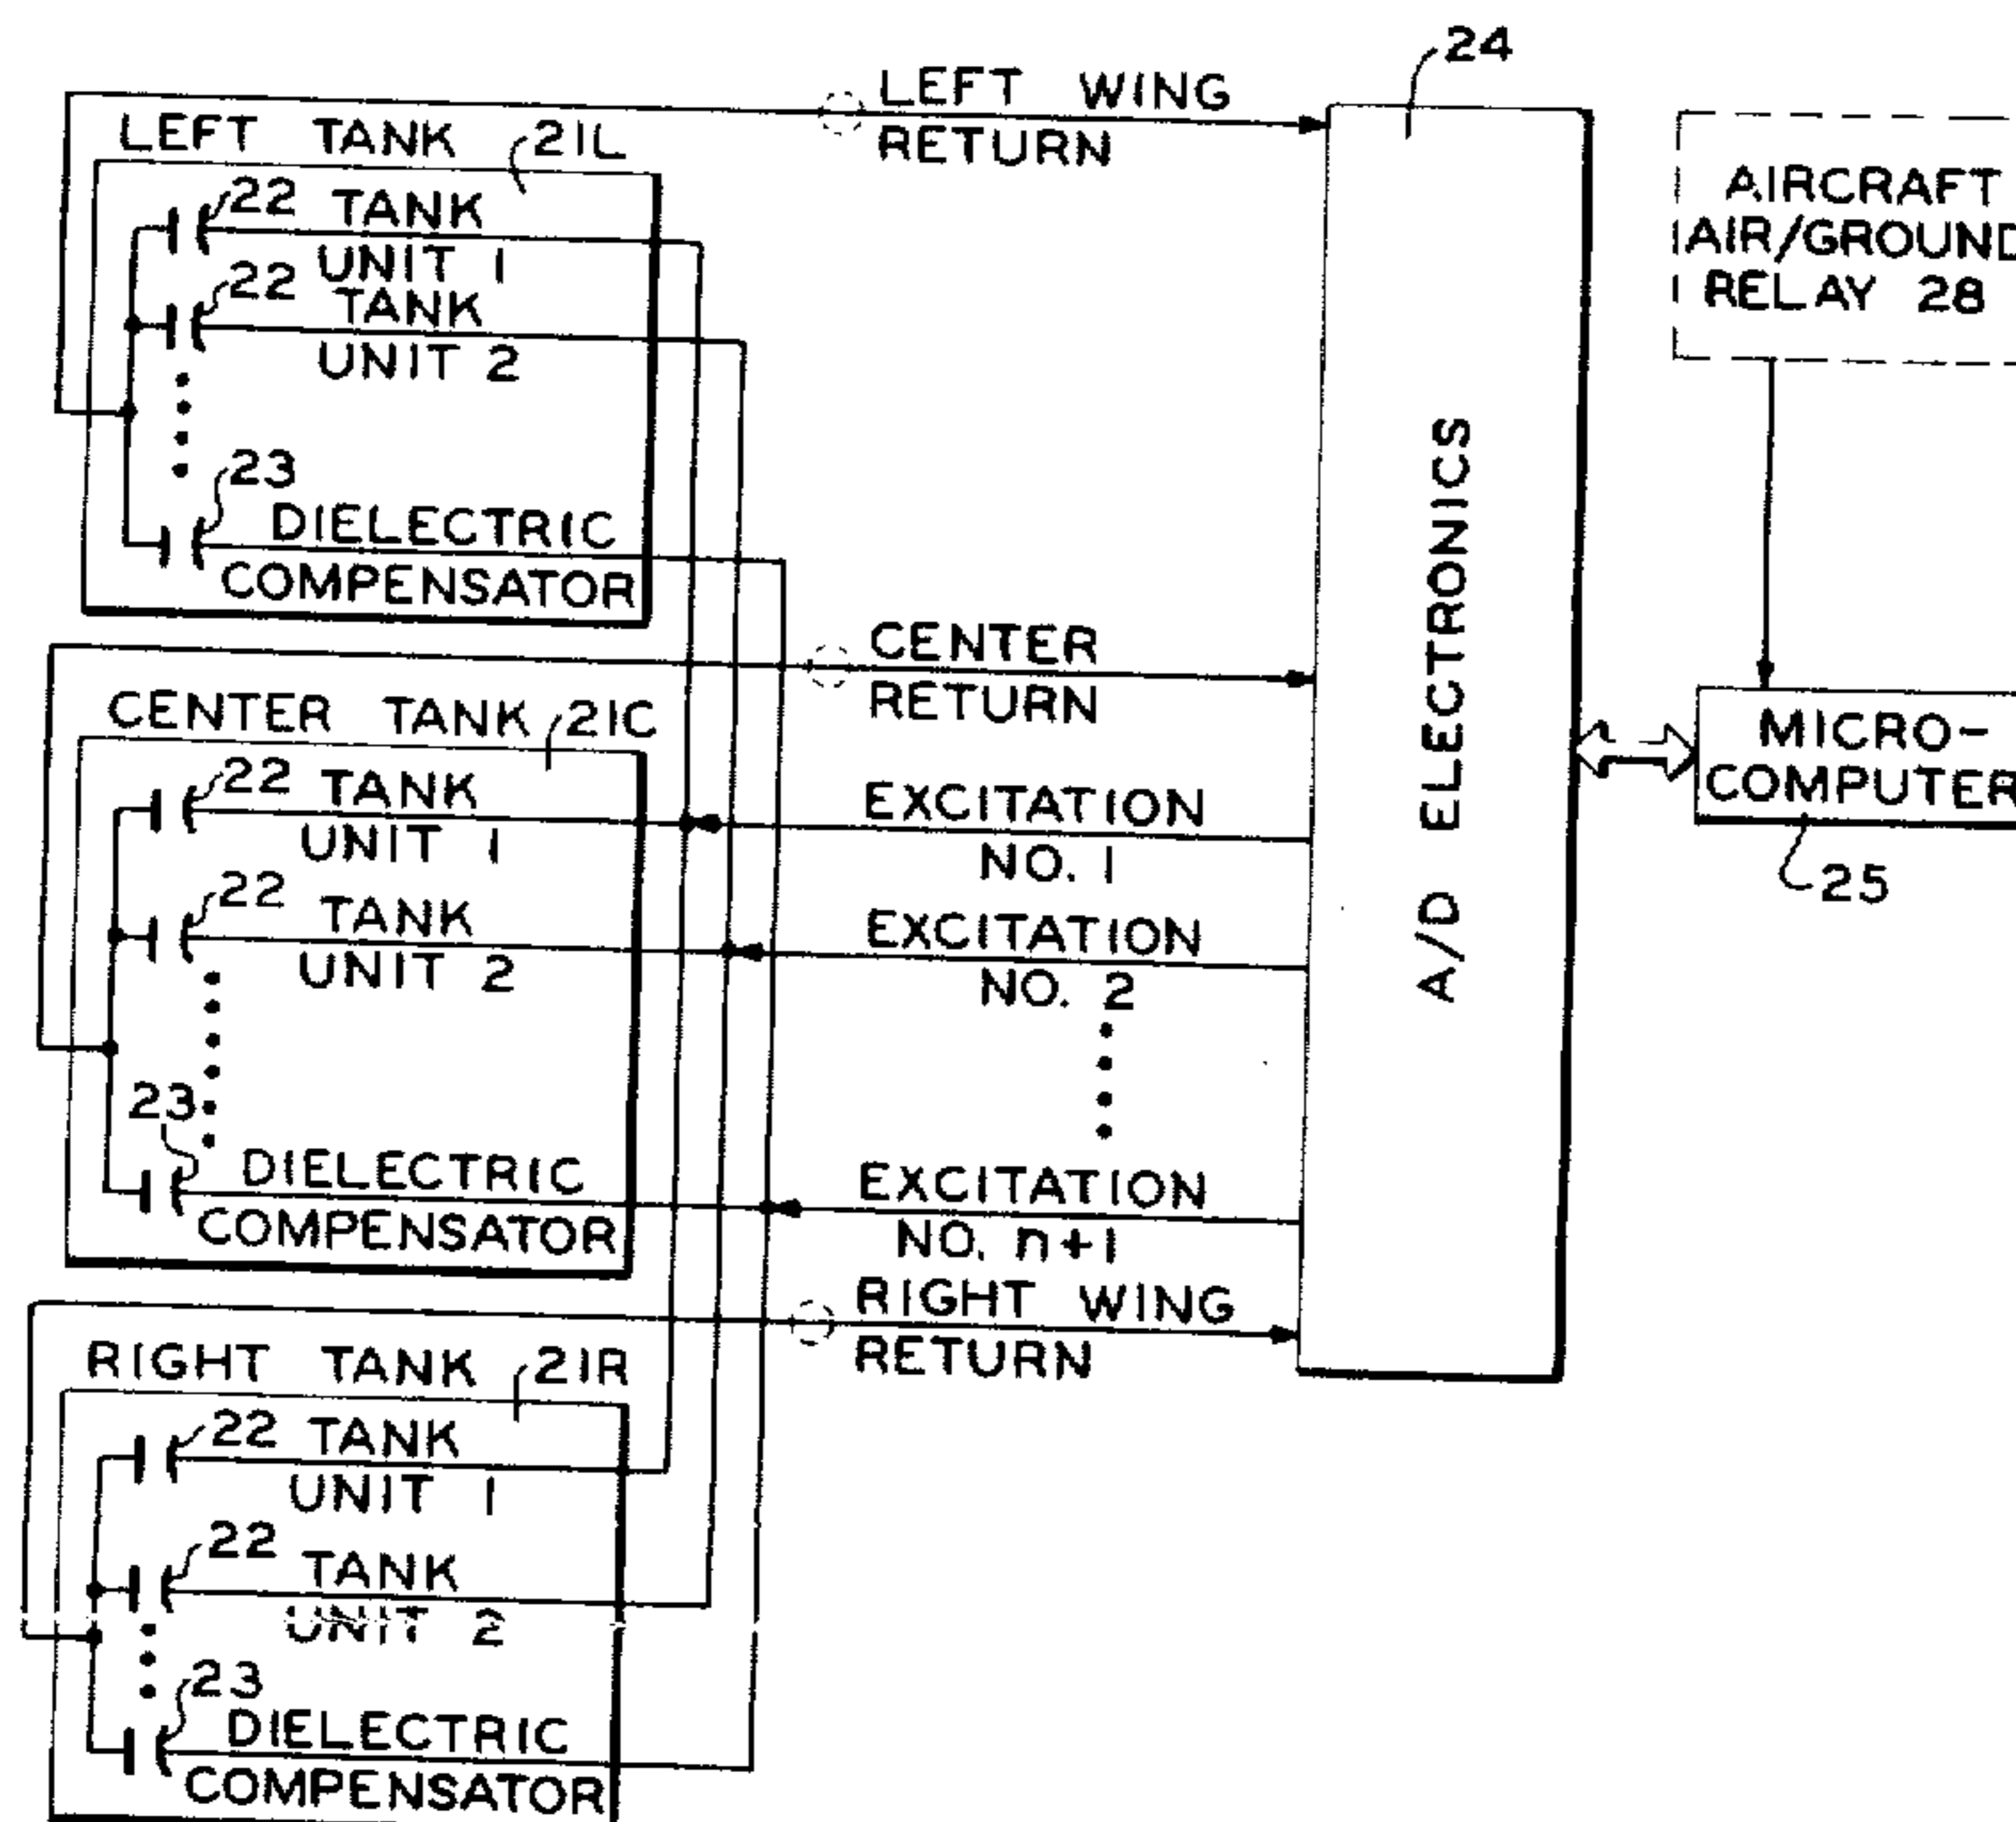 24
LEFT WING
RETURN
LEFT TANK 21L
22 TANK
UNIT 1
22 TANK
UNIT 2
23
DIELECTRIC
COMPENSATOR
AIRCRAFT
AIR/GROUND
RELAY 28
A/D ELECTRONICS
CENTER
RETURN
CENTER TANK 21C
22 TANK
UNIT 1
22 TANK
UNIT 2
23
DIELECTRIC
COMPENSATOR
EXCITATION
NO. 1
EXCITATION
NO. 2
EXCITATION
NO. n+1
MICRO-
COMPUTER
25
RIGHT WING
RETURN
RIGHT TANK 21R
22 TANK
UNIT 1
22 TANK
UNIT 2
23
DIELECTRIC
COMPENSATOR